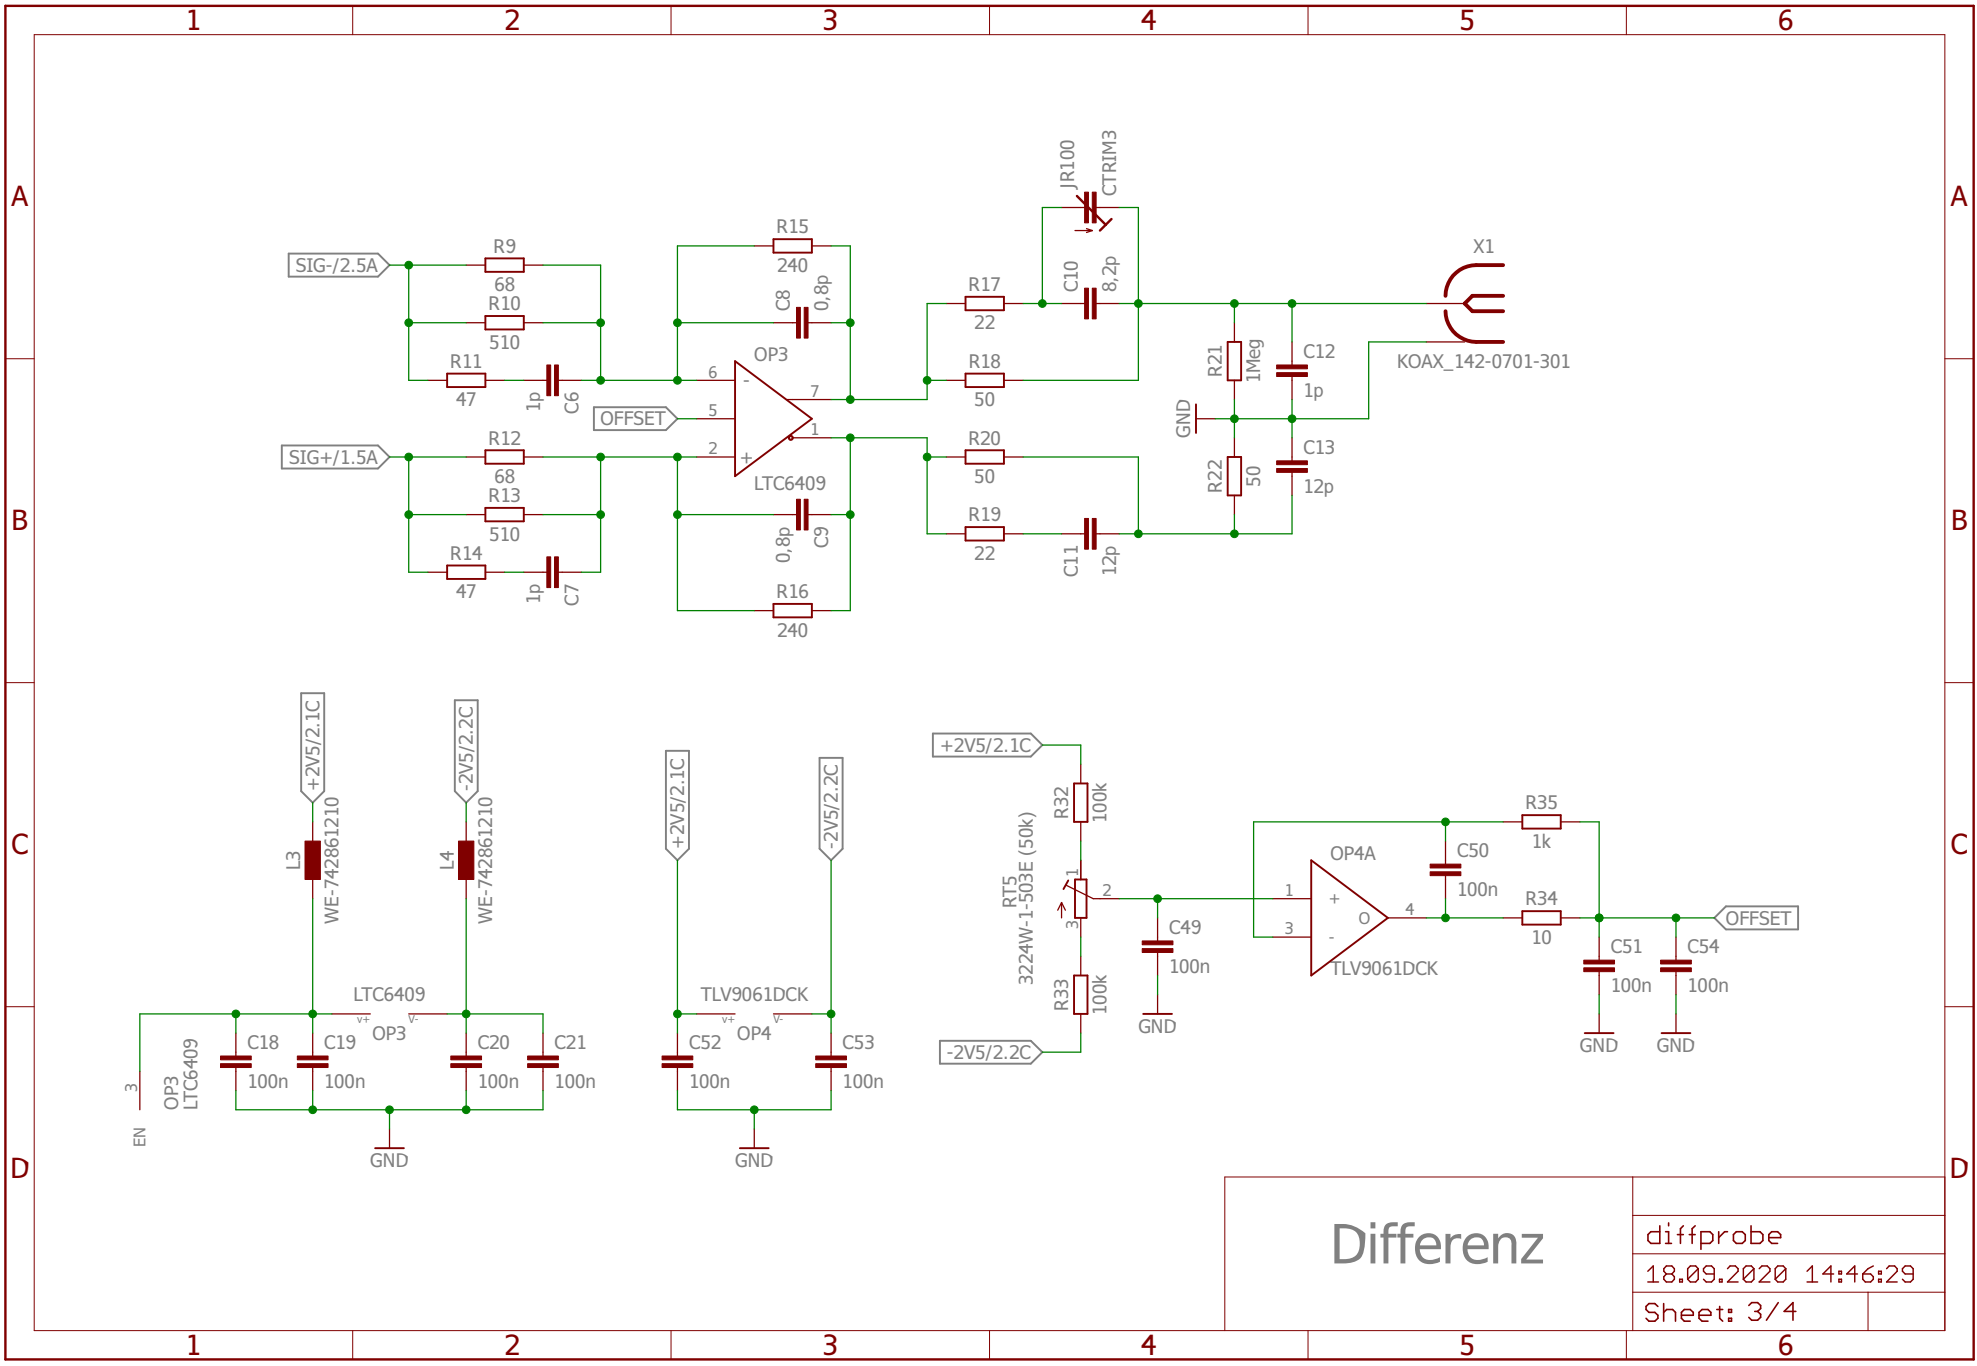 1 2 3 4 5 6
A A
B B
C C
D D
JR100
CTRIM3
R9
68
SIG-/2.5A
R10
510
R11
47
1p
C6
R15
240
C8
0,8p
OP3
6
-
5
7
1
2
+
LTC6409
OFFSET
SIG+/1.5A
R12
68
R13
510
R14
47
1p
C7
0,8p
C9
R16
240
R17
22
C10
8,2p
R18
50
R20
50
R19
22
C11
12p
R21
1Meg
C12
1p
GND
R22
50
C13
12p
X1
KOAX_142-0701-301
+2V5/2.1C
-2V5/2.2C
L3
WE-742861210
L4
WE-742861210
LTC6409
v+ V-
OP3
C18
100n
C19
100n
C20
100n
C21
100n
3
OP3
LTC6409
EN
GND
+2V5/2.1C
-2V5/2.2C
TLV9061DCK
v+ V-
OP4
C52
100n
C53
100n
GND
+2V5/2.1C
R32
100k
RT5
3224W-1-503E (50k)
1
2
3
R33
100k
-2V5/2.2C
C49
100n
GND
OP4A
1
+
O
4
3
-
TLV9061DCK
C50
100n
R35
1k
R34
10
OFFSET
C51
100n
C54
100n
GND
GND
Differenz
diffprobe
18.09.2020 14:46:29
Sheet: 3/4
1 2 3 4 5 6